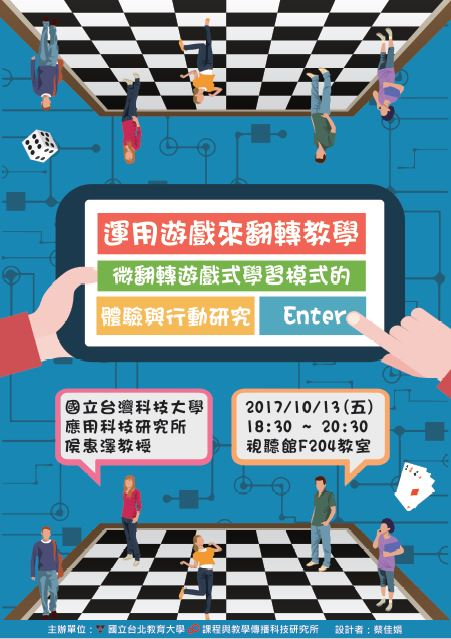 運用遊戲來翻轉教學
微翻轉遊戲式學習模式的
體驗與行動研究
Enter
國立台灣科技大學
應用科技研究所
侯惠澤教授
2017/10/13(五)
18:30 ~ 20:30
視聽館F204教室
主辦單位：國立台北教育大學 課程與教學傳播科技研究所 設計者：蔡佳娟